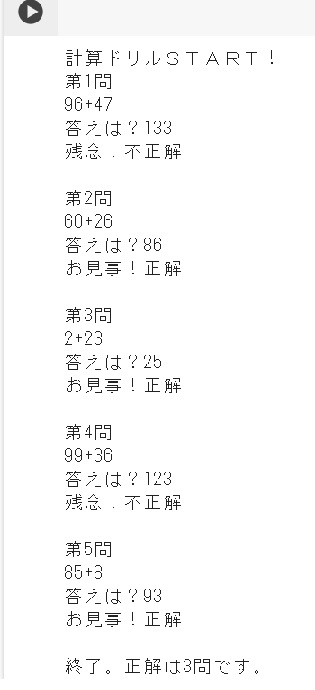 計算ドリルＳＴＡＲＴ！
第1問
96+47
答えは？133
残念．不正解
第2問
60+26
答えは？86
お見事！正解
第3問
2+23
答えは？25
お見事！正解
第4問
99+36
答えは？123
残念．不正解
第5問
85+3
答えは？93
お見事！正解
終了。正解は3問です。